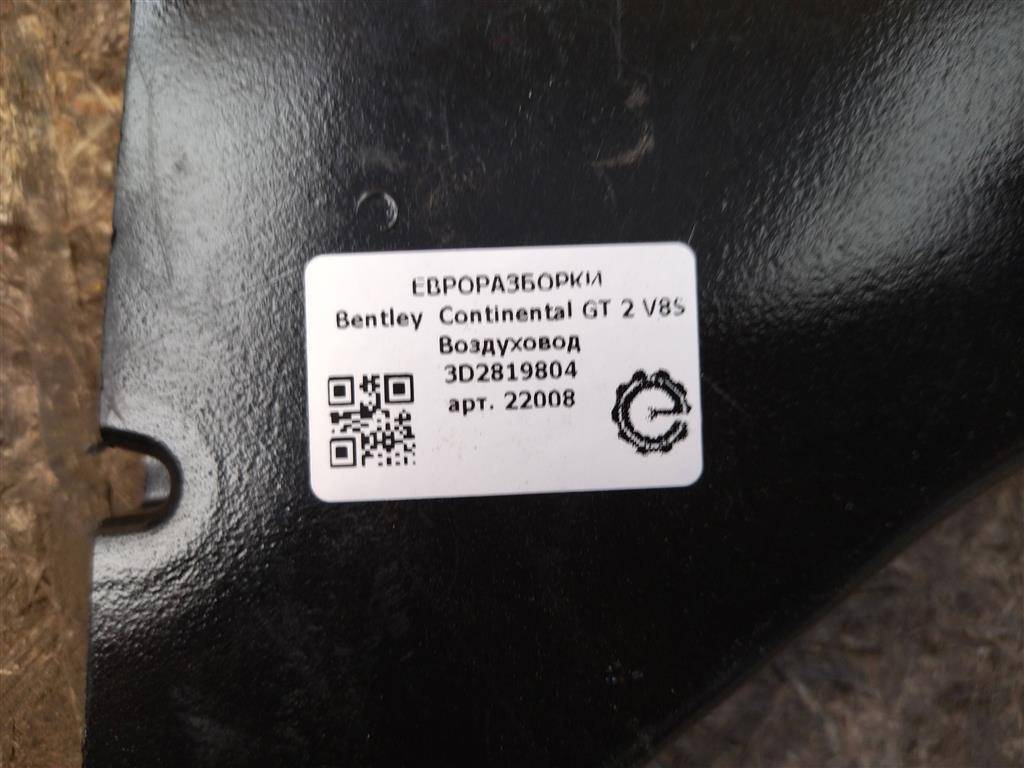 ЕВРОРАЗБОРКИ
Bentley Continental GT 2 V8S
Воздуховод
3D2819804
арт. 22008